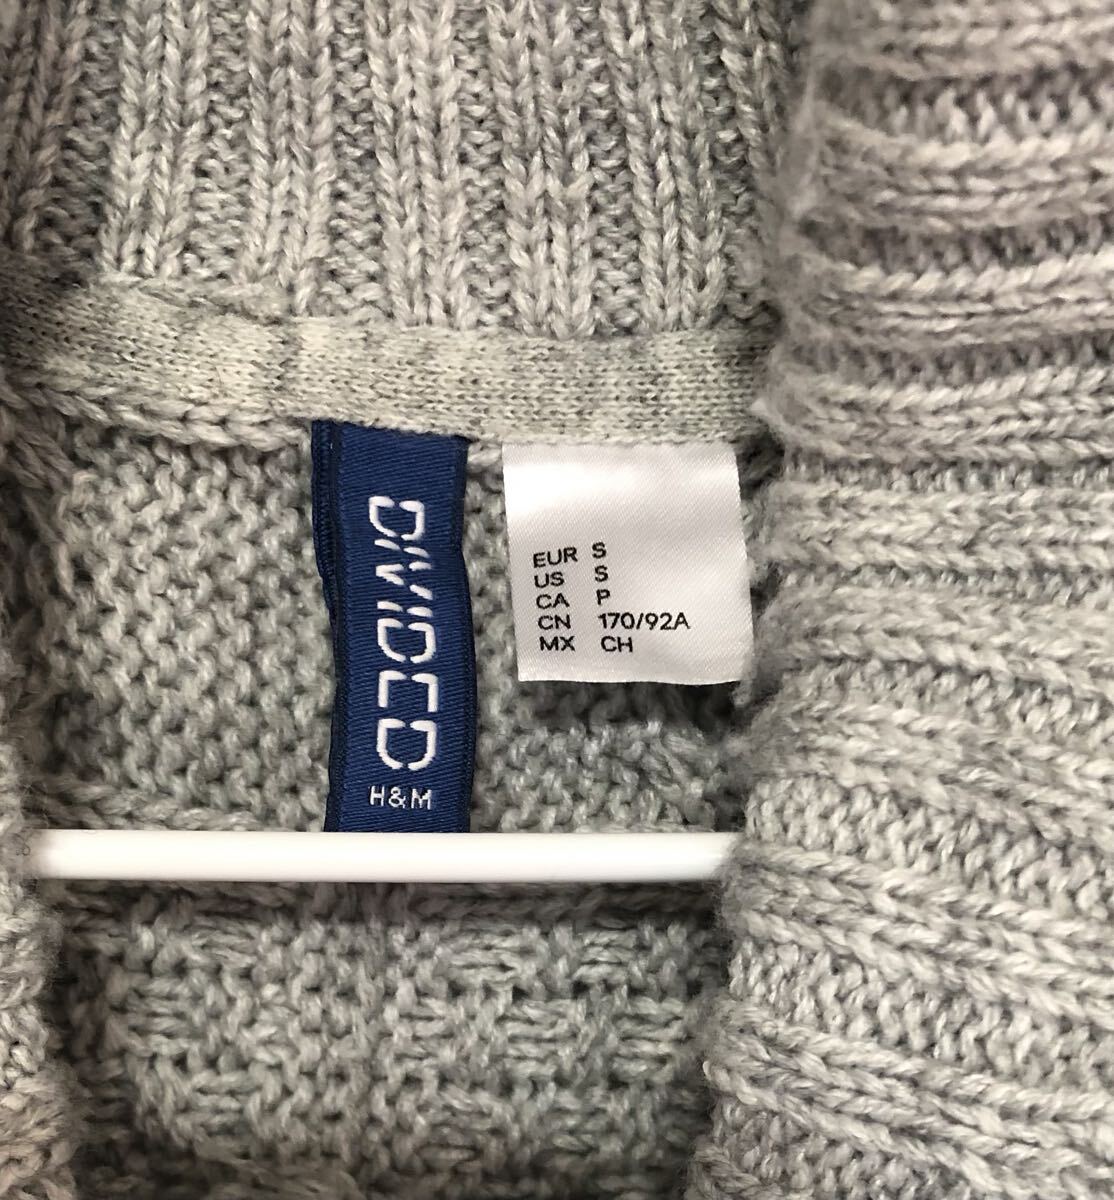 DIVIDED
H&M
EUR S
US S
CA P
CN 170/92A
MX CH